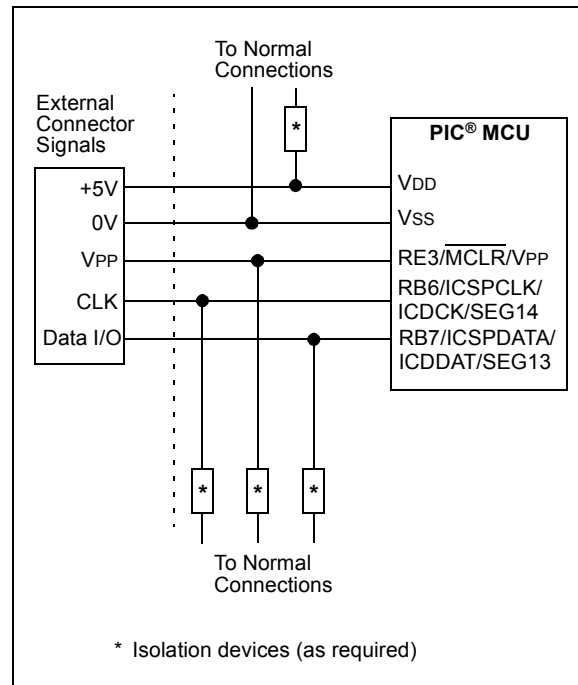 To Normal
Connections
External
Connector
Signals
*
PIC® MCU
+5V
VDD
0V
VSS
VPP
RE3/MCLR/VPP
CLK
RB6/ICSPCLK/
ICDCK/SEG14
Data I/O
RB7/ICSPDATA/
ICDDAT/SEG13
* * *
To Normal
Connections
* Isolation devices (as required)